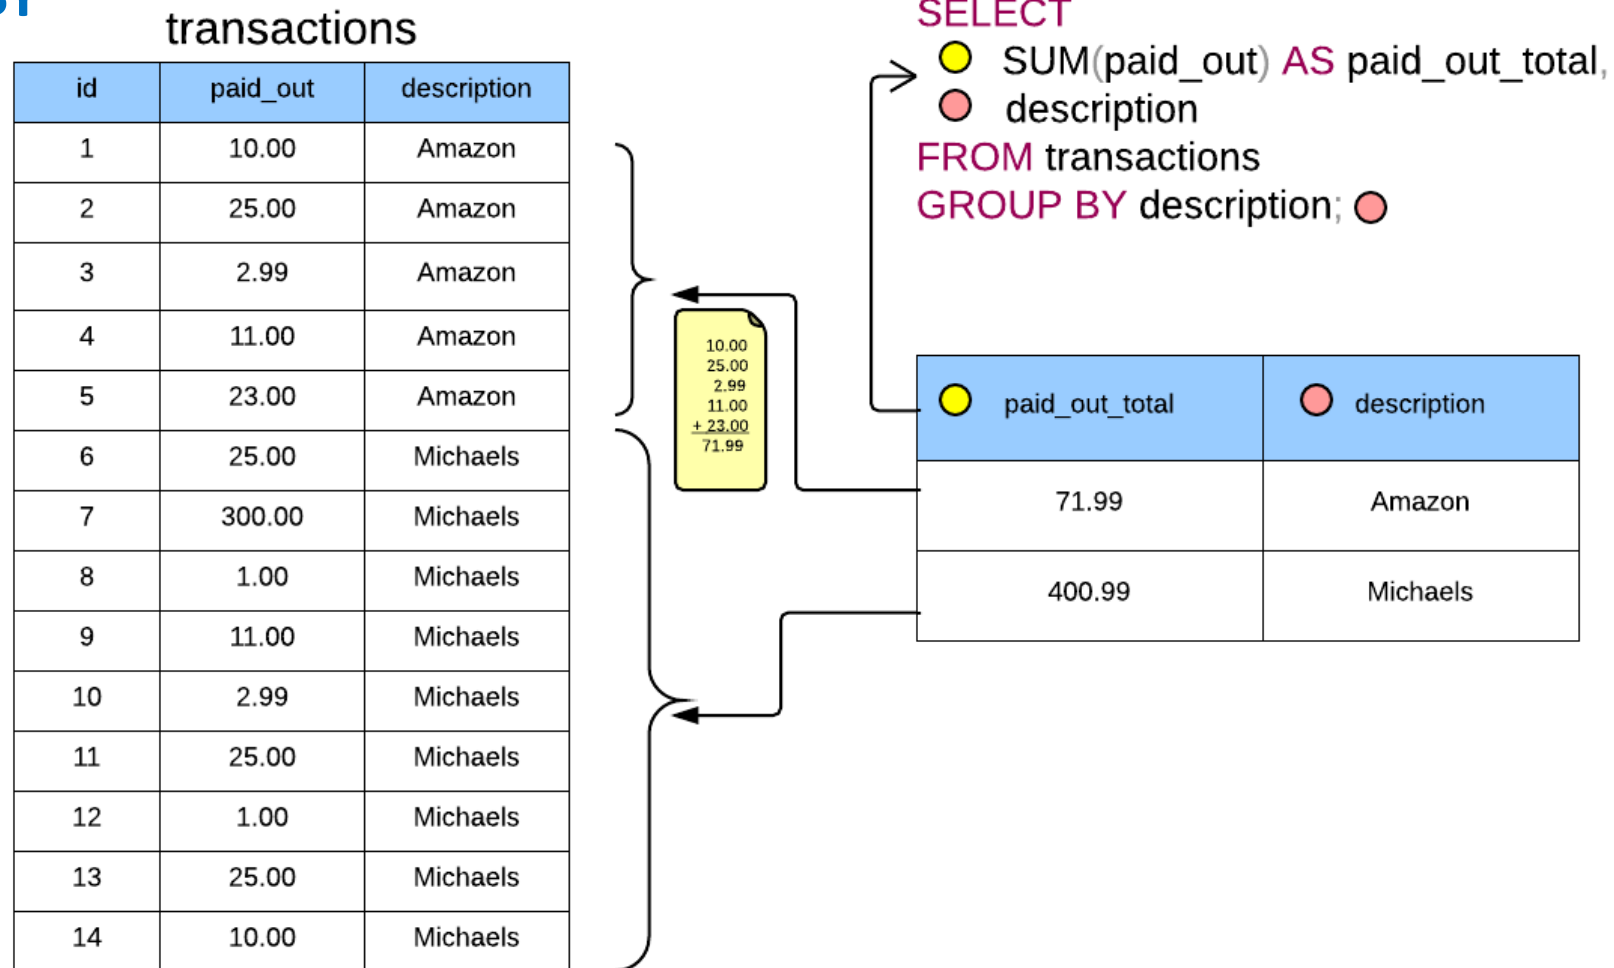 transactions
id paid_out description
1 10.00 Amazon
2 25.00 Amazon
3 2.99 Amazon
4 11.00 Amazon
5 23.00 Amazon
6 25.00 Michaels
7 300.00 Michaels
8 1.00 Michaels
9 11.00 Michaels
10 2.99 Michaels
11 25.00 Michaels
12 1.00 Michaels
13 25.00 Michaels
14 10.00 Michaels
10.00
25.00
2.99
11.00
+ 23.00
71.99
SELECT
SUM(paid_out) AS paid_out_total,
description
FROM transactions
GROUP BY description;
paid_out_total description
71.99 Amazon
400.99 Michaels